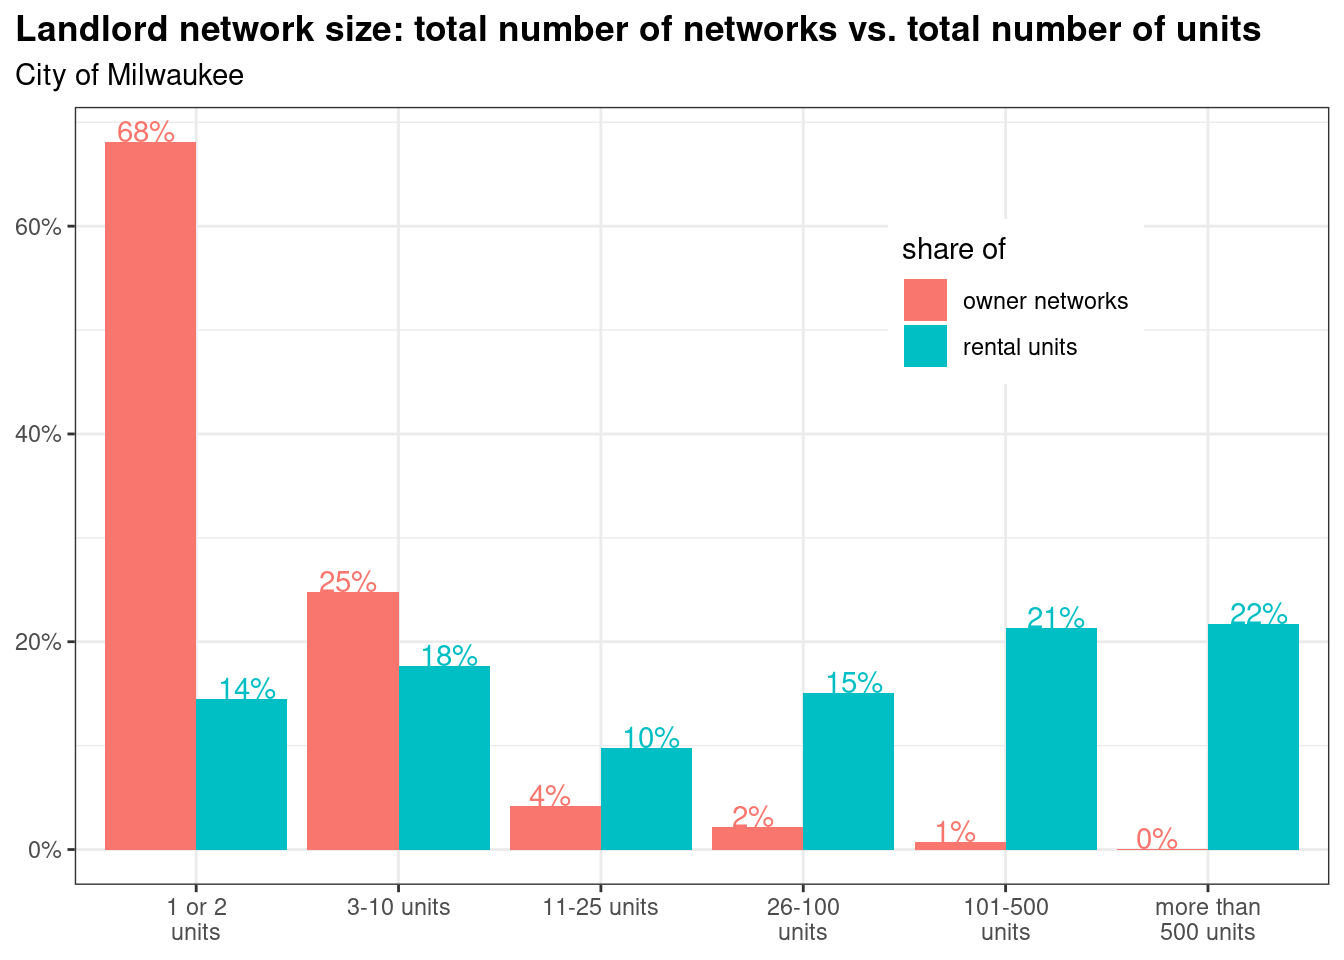 Landlord network size: total number of networks vs. total number of units
City of Milwaukee
68%
60%
share of
owner networks
rental units
40%
25%
22%
21%
20%
18%
15%
14%
10%
4%
2%
1%
0%
0%
1 or 2
units
3-10 units
11-25 units
26-100
units
101-500
units
more than
500 units